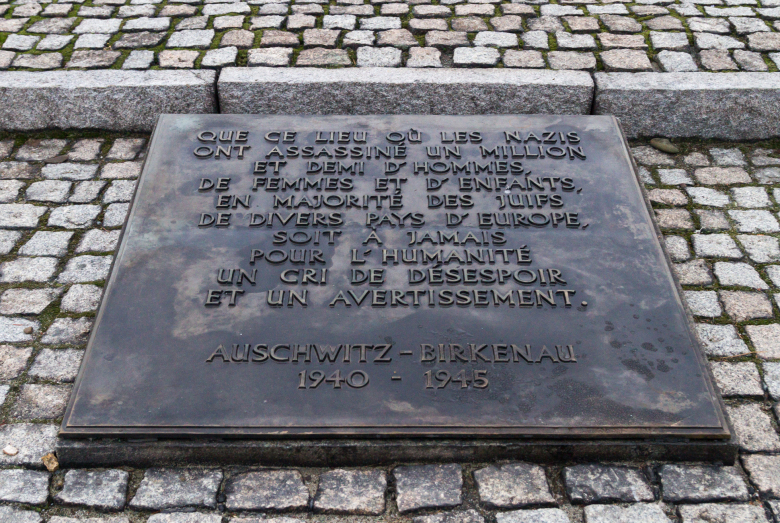 QUE CE LIEU OÙ LES NAZIS
ONT ASSASSINÉ UN MILLION
ET DEMI D'HOMMES,
DE FEMMES ET D'ENFANTS,
EN MAJORITÉ DES JUIFS
DE DIVERS PAYS D'EUROPE,
SOIT À JAMAIS
POUR L'HUMANITÉ
UN CRI DE DÉSESPOIR
ET UN AVERTISSEMENT.
AUSCHWITZ - BIRKENAU
1940 - 1945